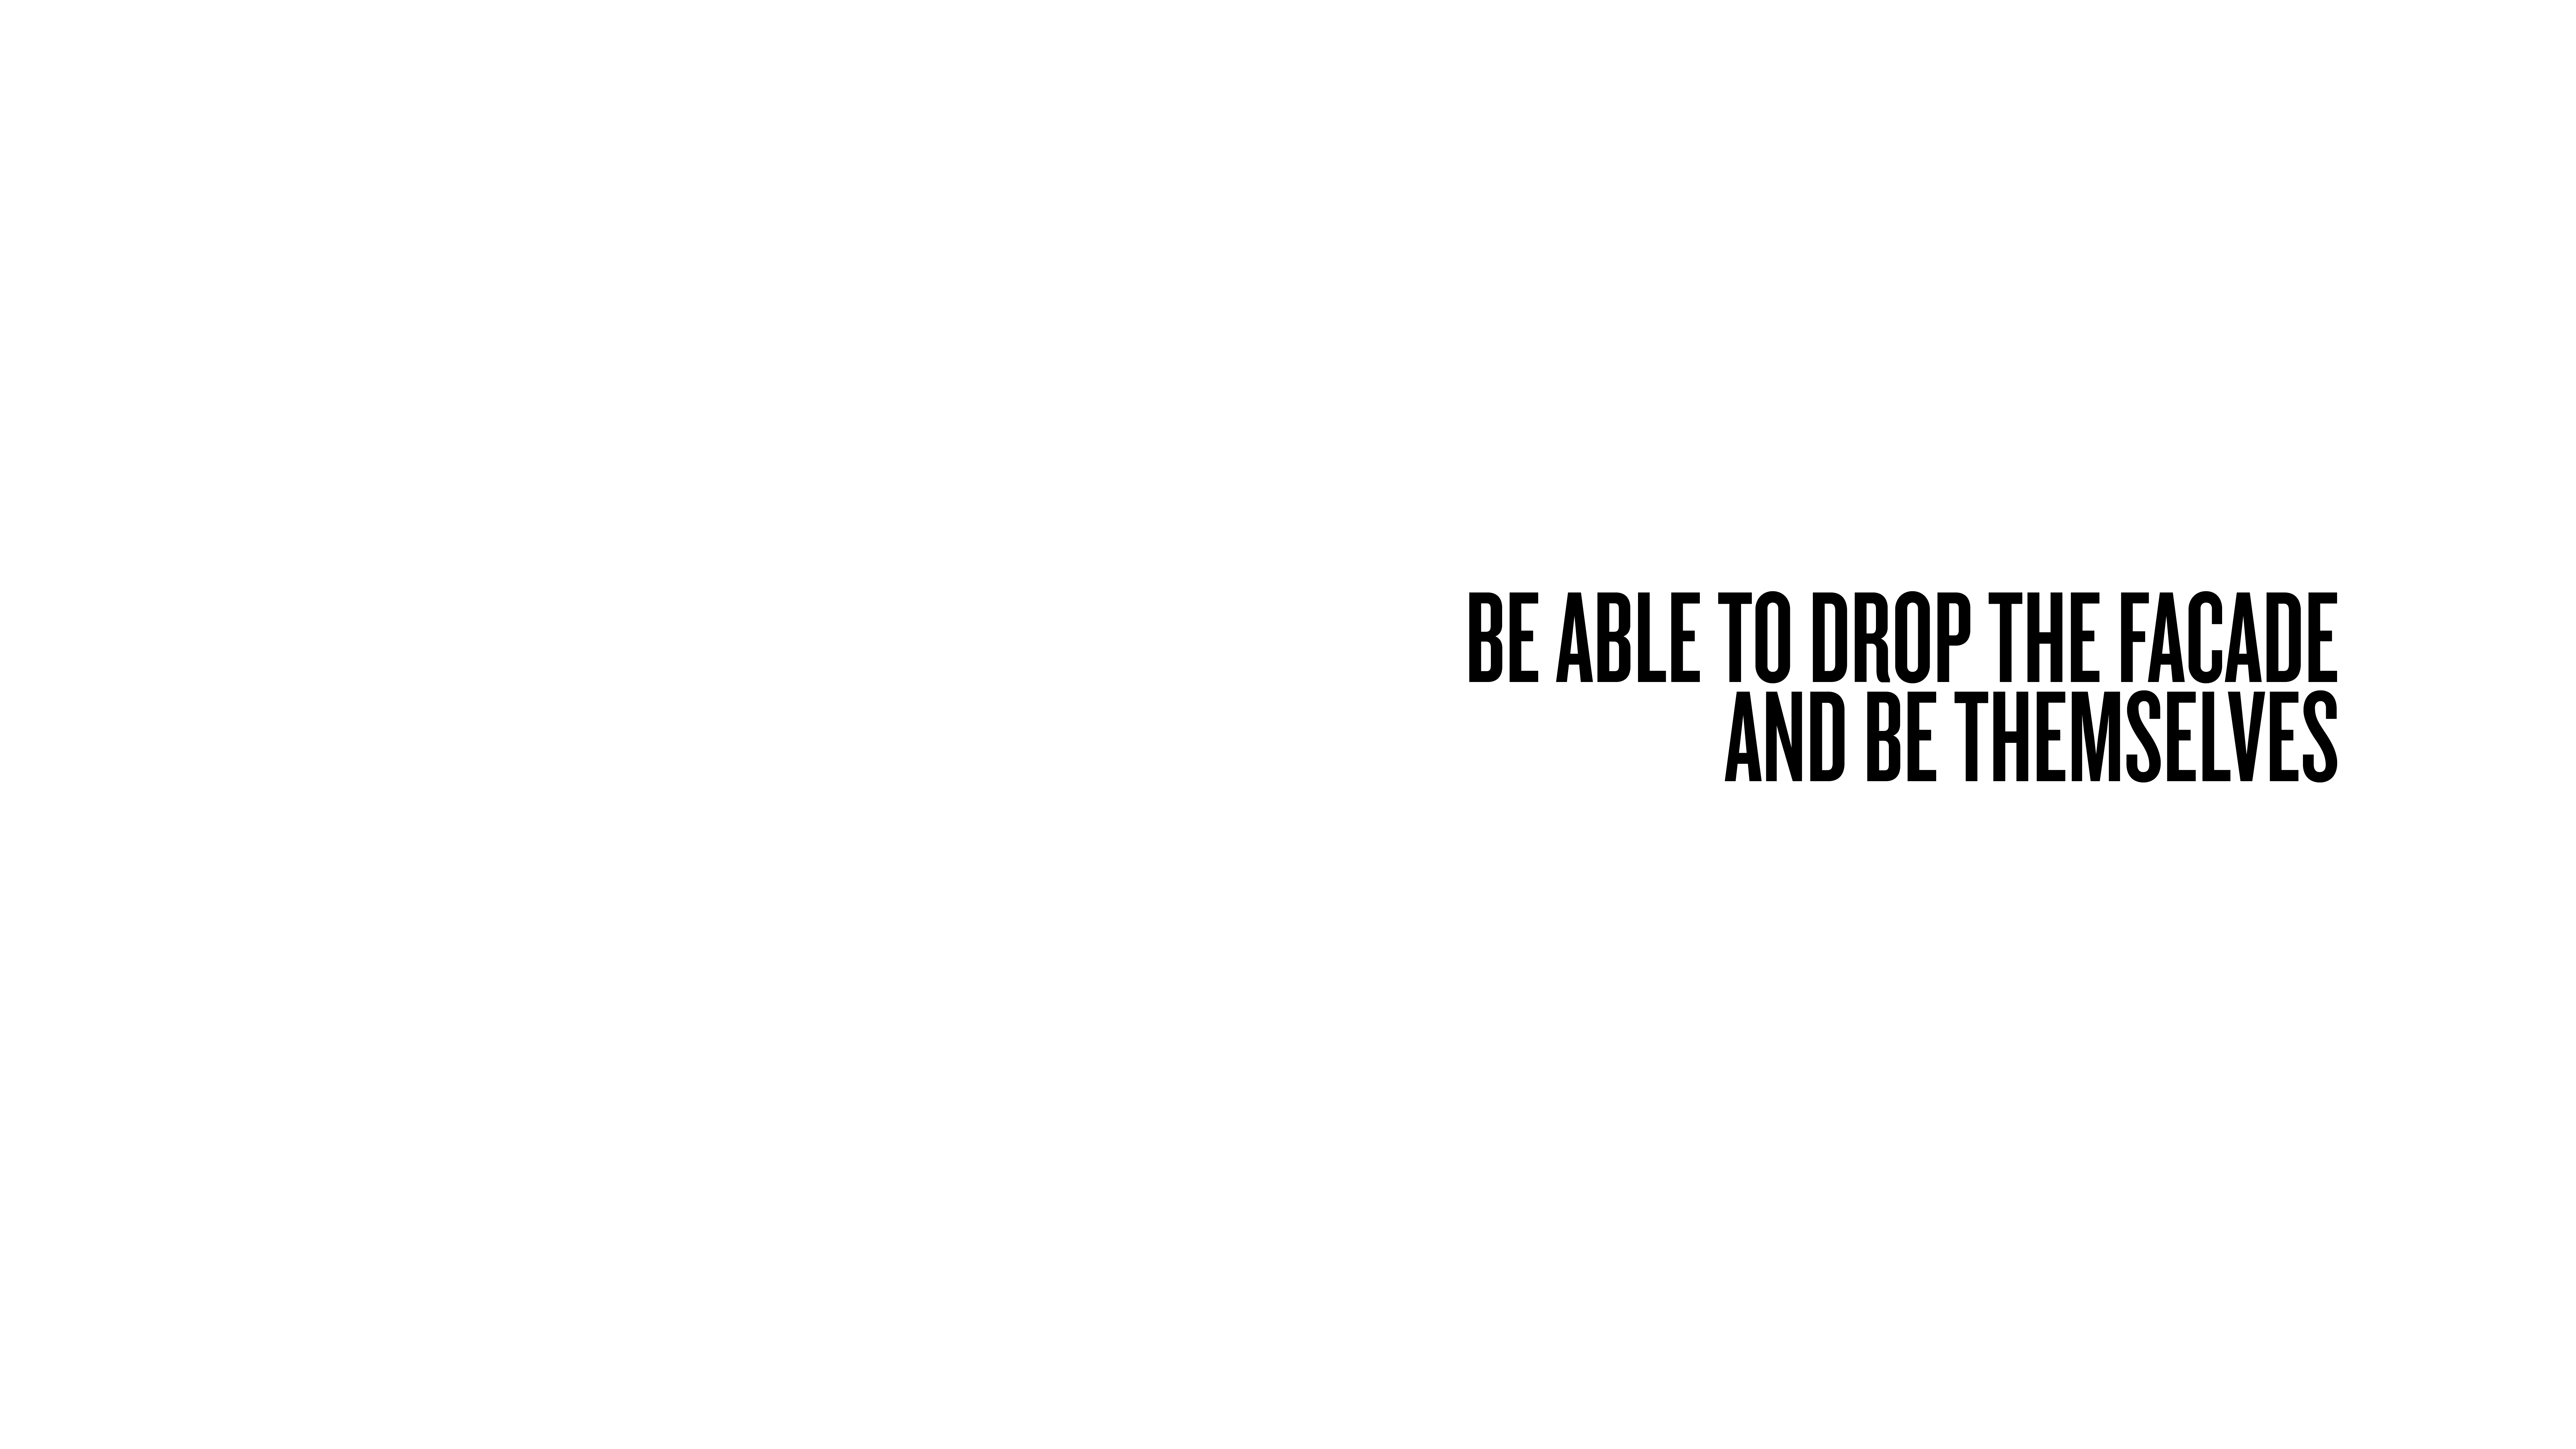 BE ABLE TO DROP THE FACADE
AND BE THEMSELVES